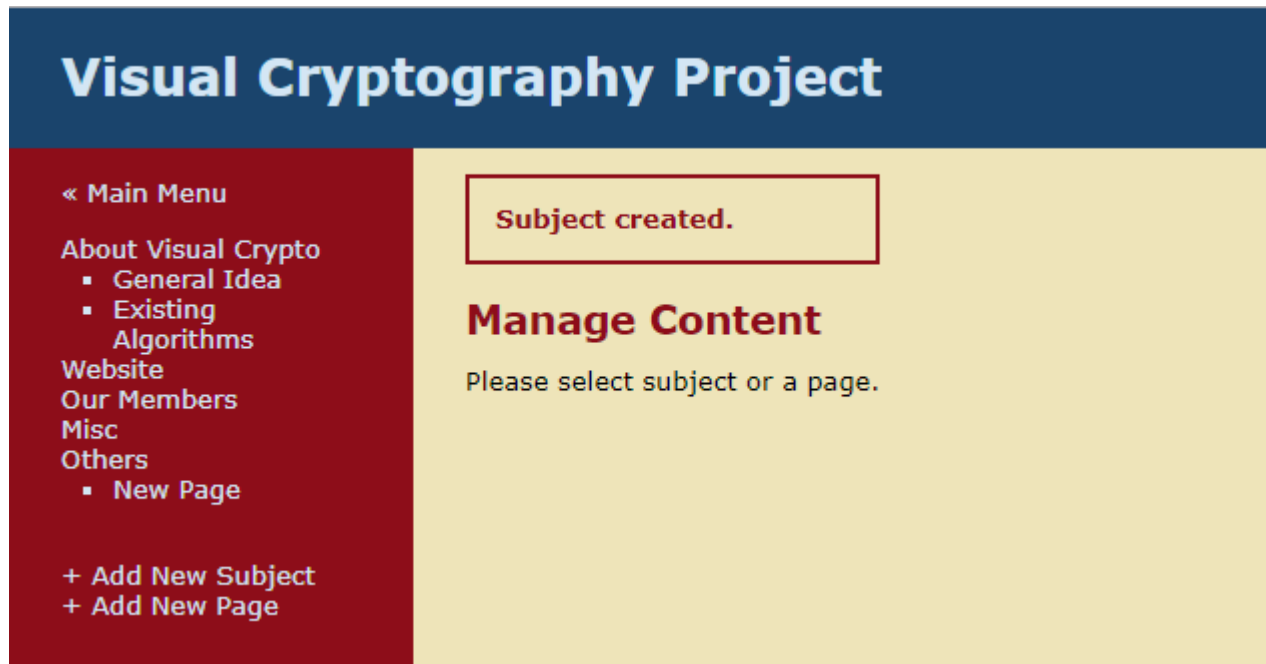 Visual Cryptography Project
« Main Menu
About Visual Crypto
▪ General Idea
▪ Existing
Algorithms
Website
Our Members
Misc
Others
▪ New Page
+ Add New Subject
+ Add New Page
Subject created.
Manage Content
Please select subject or a page.